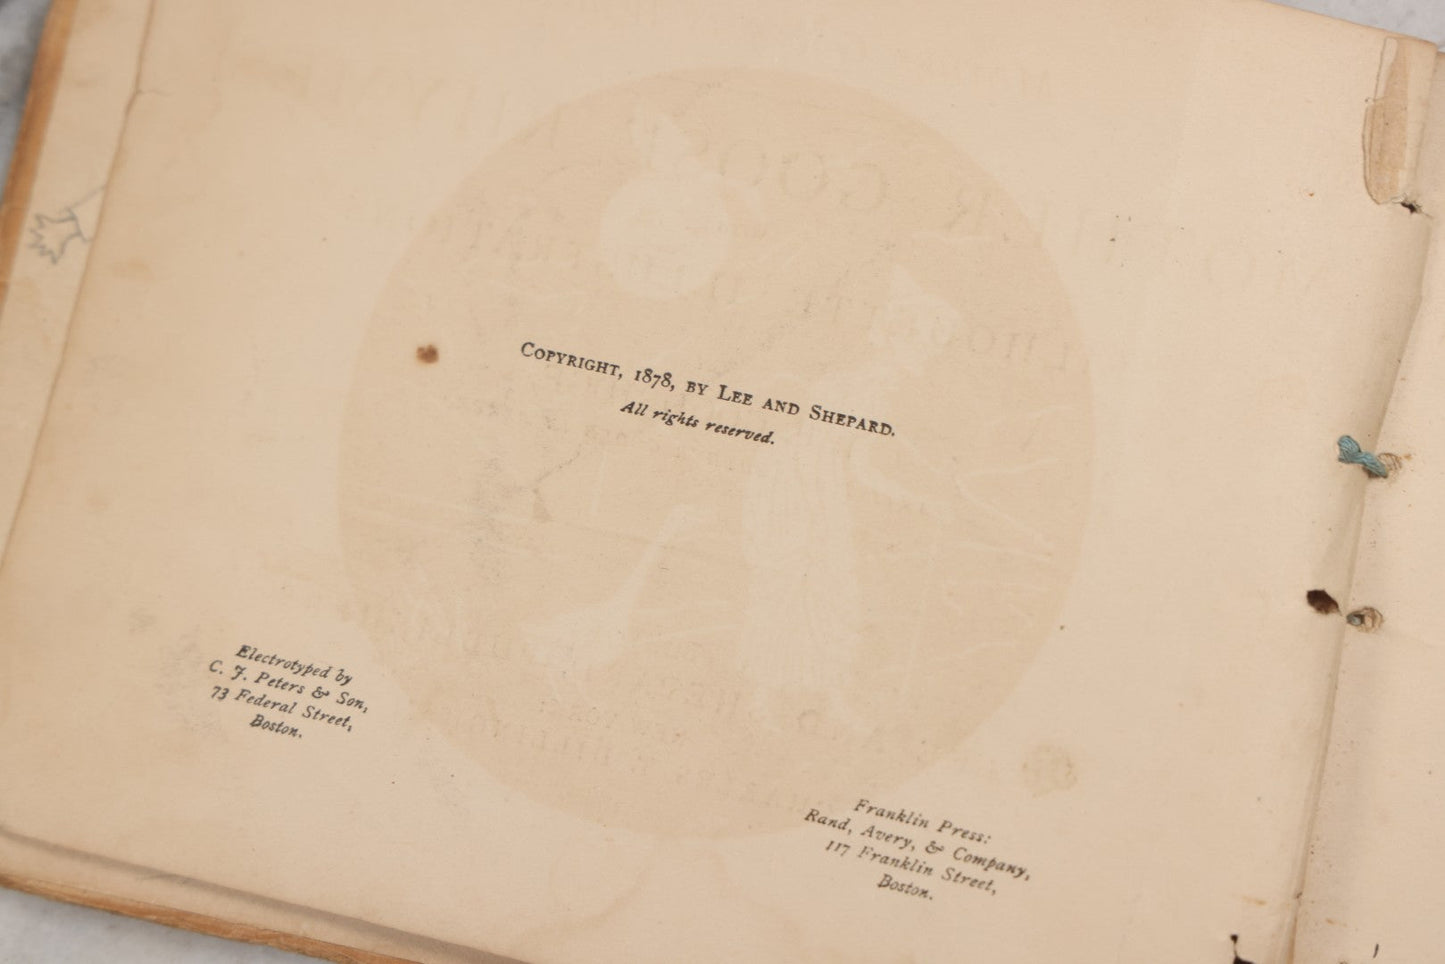 COPYRIGHT, 1878, BY LEE AND SHEPARD.
All rights reserved.
Electrotyped by
C. J. Peters & Son,
73 Federal Street,
Boston.
Franklin Press:
Rand, Avery, & Company,
117 Franklin Street,
Boston.